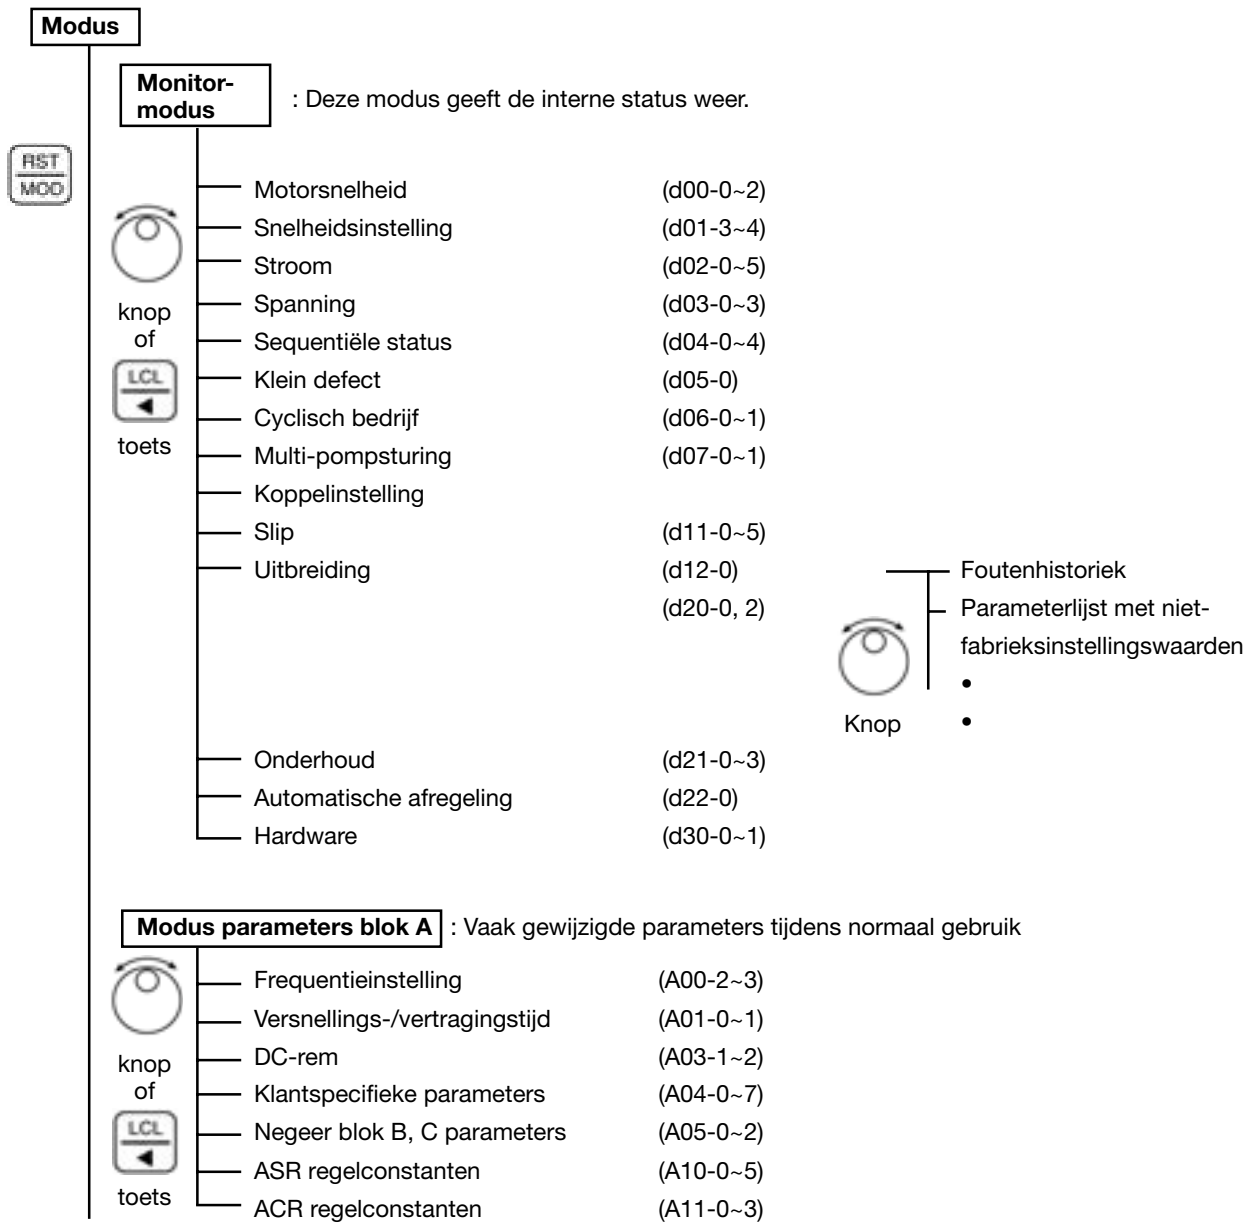 Modus
Monitor-
modus
: Deze modus geeft de interne status weer.
RST
MOD
Motorsnelheid (d00-0~2)
Snelheidsinstelling (d01-3~4)
Stroom (d02-0~5)
Spanning (d03-0~3)
knop
of
Sequentiële status (d04-0~4)
LCL
Klein defect (d05-0)
Cyclisch bedrijf (d06-0~1)
toets
Multi-pompsturing (d07-0~1)
Koppelinstelling
Slip (d11-0~5)
Uitbreiding (d12-0)
Foutenhistoriek
(d20-0, 2)
Parameterlijst met niet-
fabrieksinstellingswaarden
•
Knop
•
Onderhoud (d21-0~3)
Automatische afregeling (d22-0)
Hardware (d30-0~1)
Modus parameters blok A : Vaak gewijzigde parameters tijdens normaal gebruik
Frequentieinstelling (A00-2~3)
Versnellings-/vertragingstijd (A01-0~1)
knop
of
DC-rem (A03-1~2)
Klantspecifieke parameters (A04-0~7)
LCL
Negeer blok B, C parameters (A05-0~2)
ASR regelconstanten (A10-0~5)
toets
ACR regelconstanten (A11-0~3)